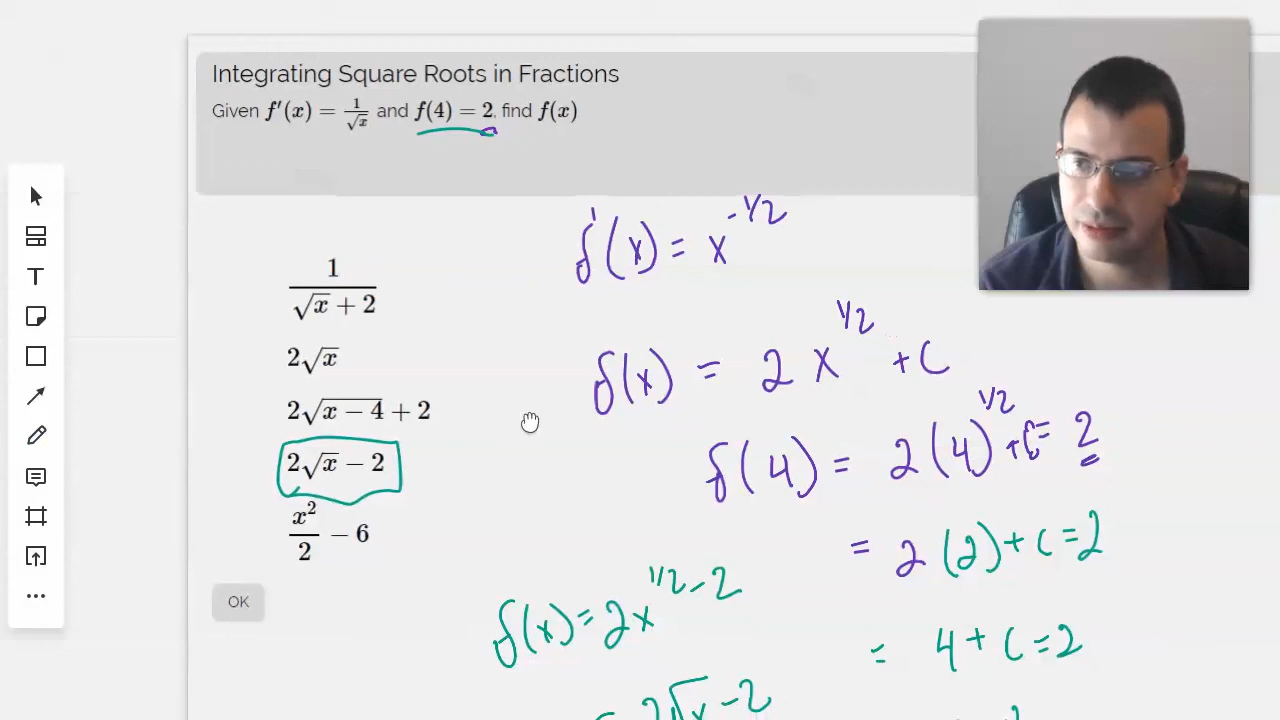 Integrating Square Roots in Fractions
Given f'(x) = 1/√x and f(4) = 2, find f(x)
f'(x) = x^(-1/2)
1/(√x + 2)
2√x
f(x) = 2x^(1/2) + C
2√(x − 4) + 2
f(4) = 2(4)^(1/2) + C = 2
2√x − 2
x²/2 − 6
= 2(2) + C = 2
OK
f(x) = 2x^(1/2) - 2
= 4 + C = 2
2√x - 2
T